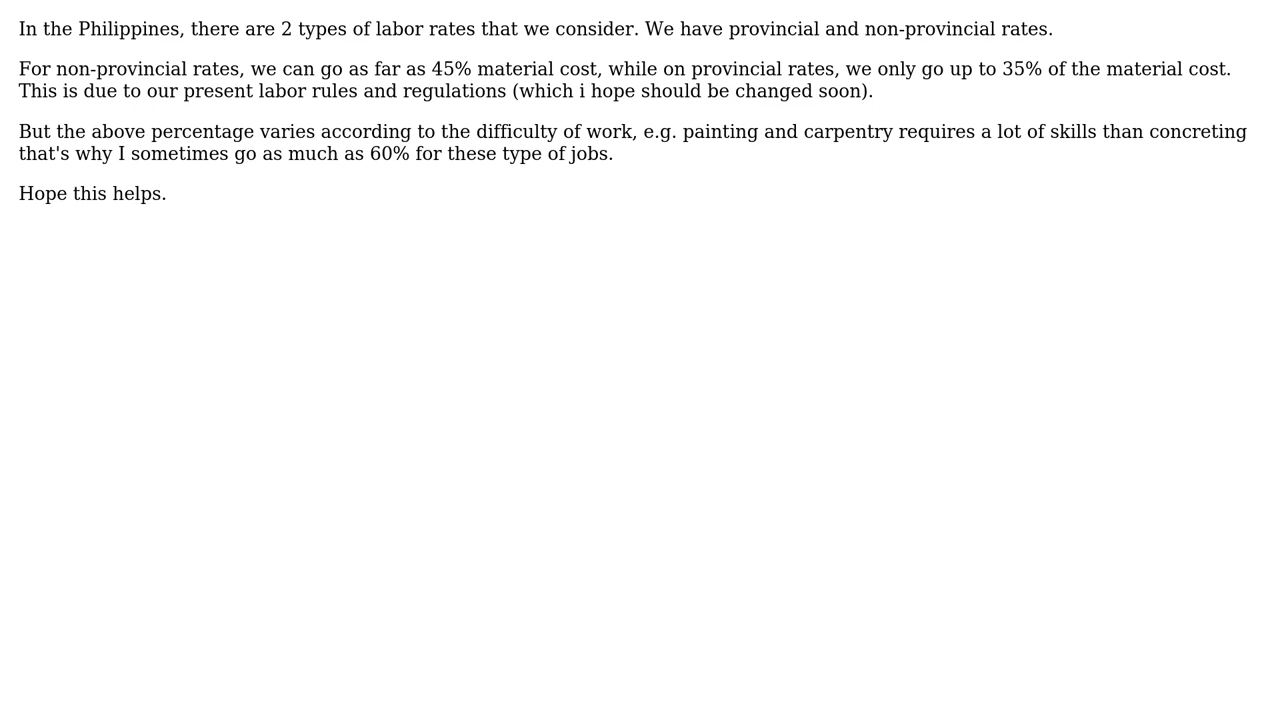 In the Philippines, there are 2 types of labor rates that we consider. We have provincial and non-provincial rates.
For non-provincial rates, we can go as far as 45% material cost, while on provincial rates, we only go up to 35% of the material cost.
This is due to our present labor rules and regulations (which i hope should be changed soon).
But the above percentage varies according to the difficulty of work, e.g. painting and carpentry requires a lot of skills than concreting
that's why I sometimes go as much as 60% for these type of jobs.
Hope this helps.